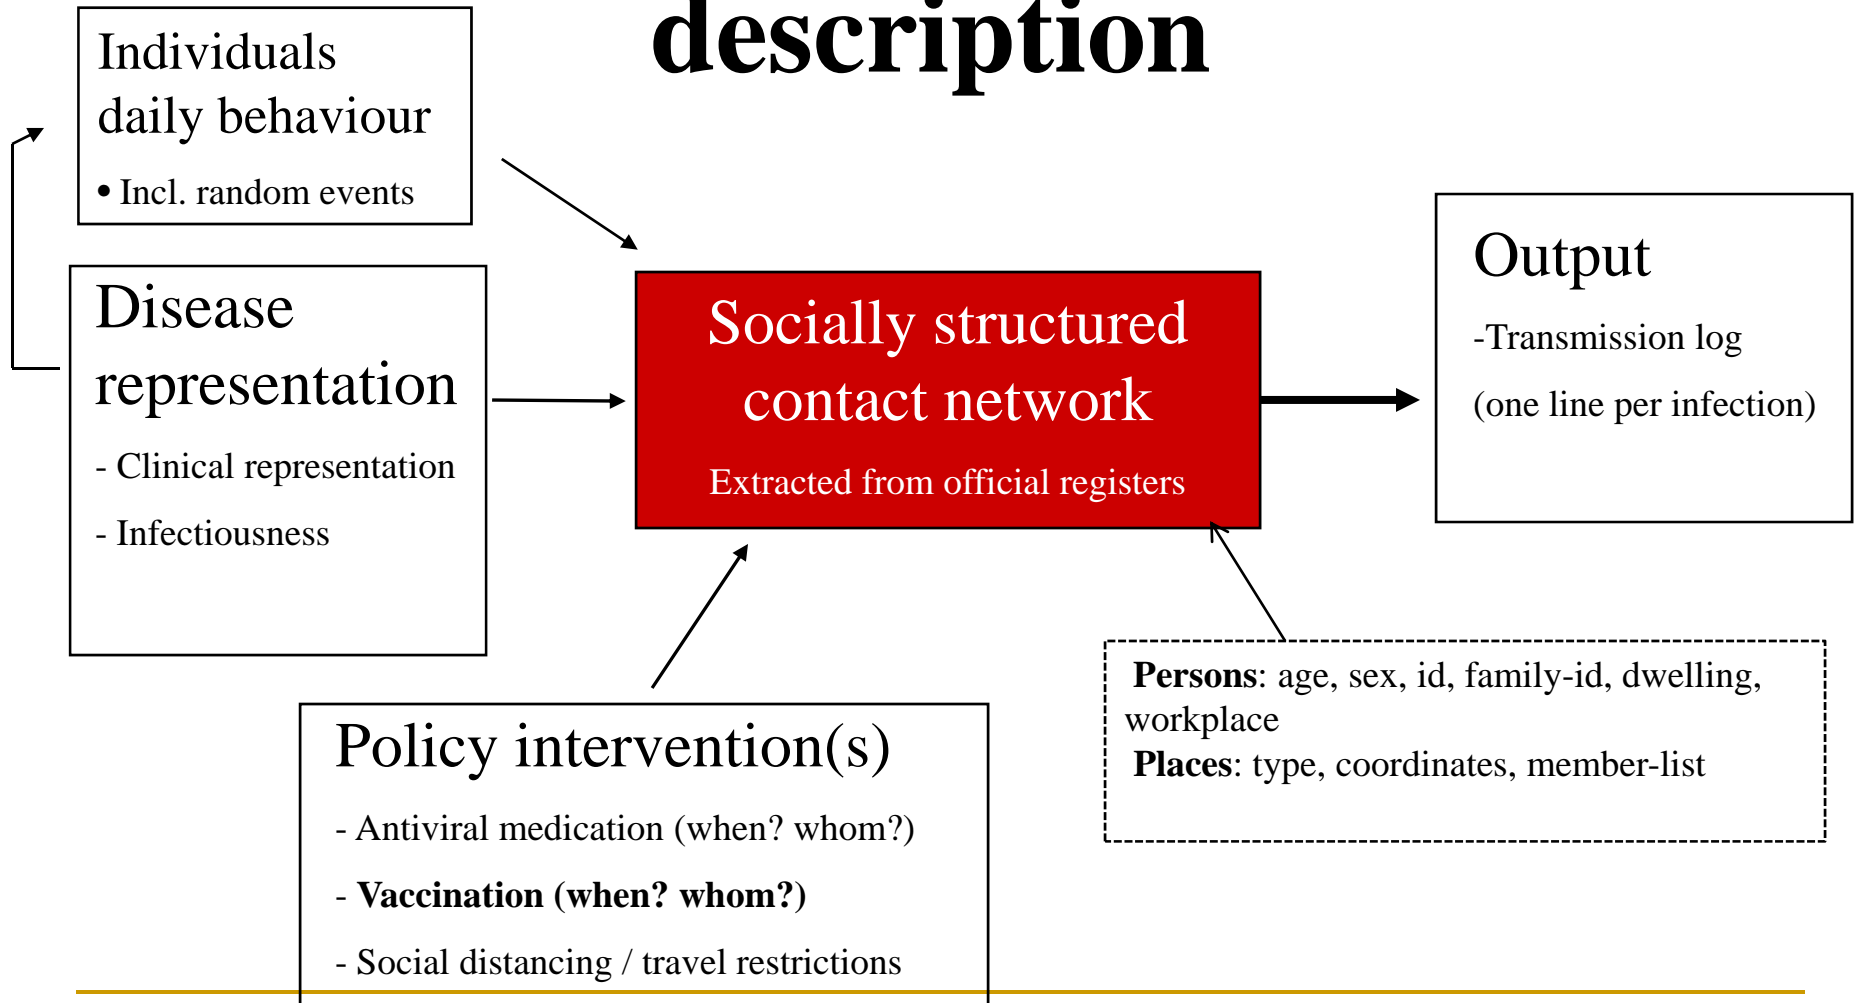 description
Individuals
daily behaviour
• Incl. random events
Disease
representation
- Clinical representation
- Infectiousness
Socially structured
contact network
Extracted from official registers
Output
-Transmission log
(one line per infection)
Policy intervention(s)
- Antiviral medication (when? whom?)
- Vaccination (when? whom?)
- Social distancing / travel restrictions
Persons: age, sex, id, family-id, dwelling,
workplace
Places: type, coordinates, member-list